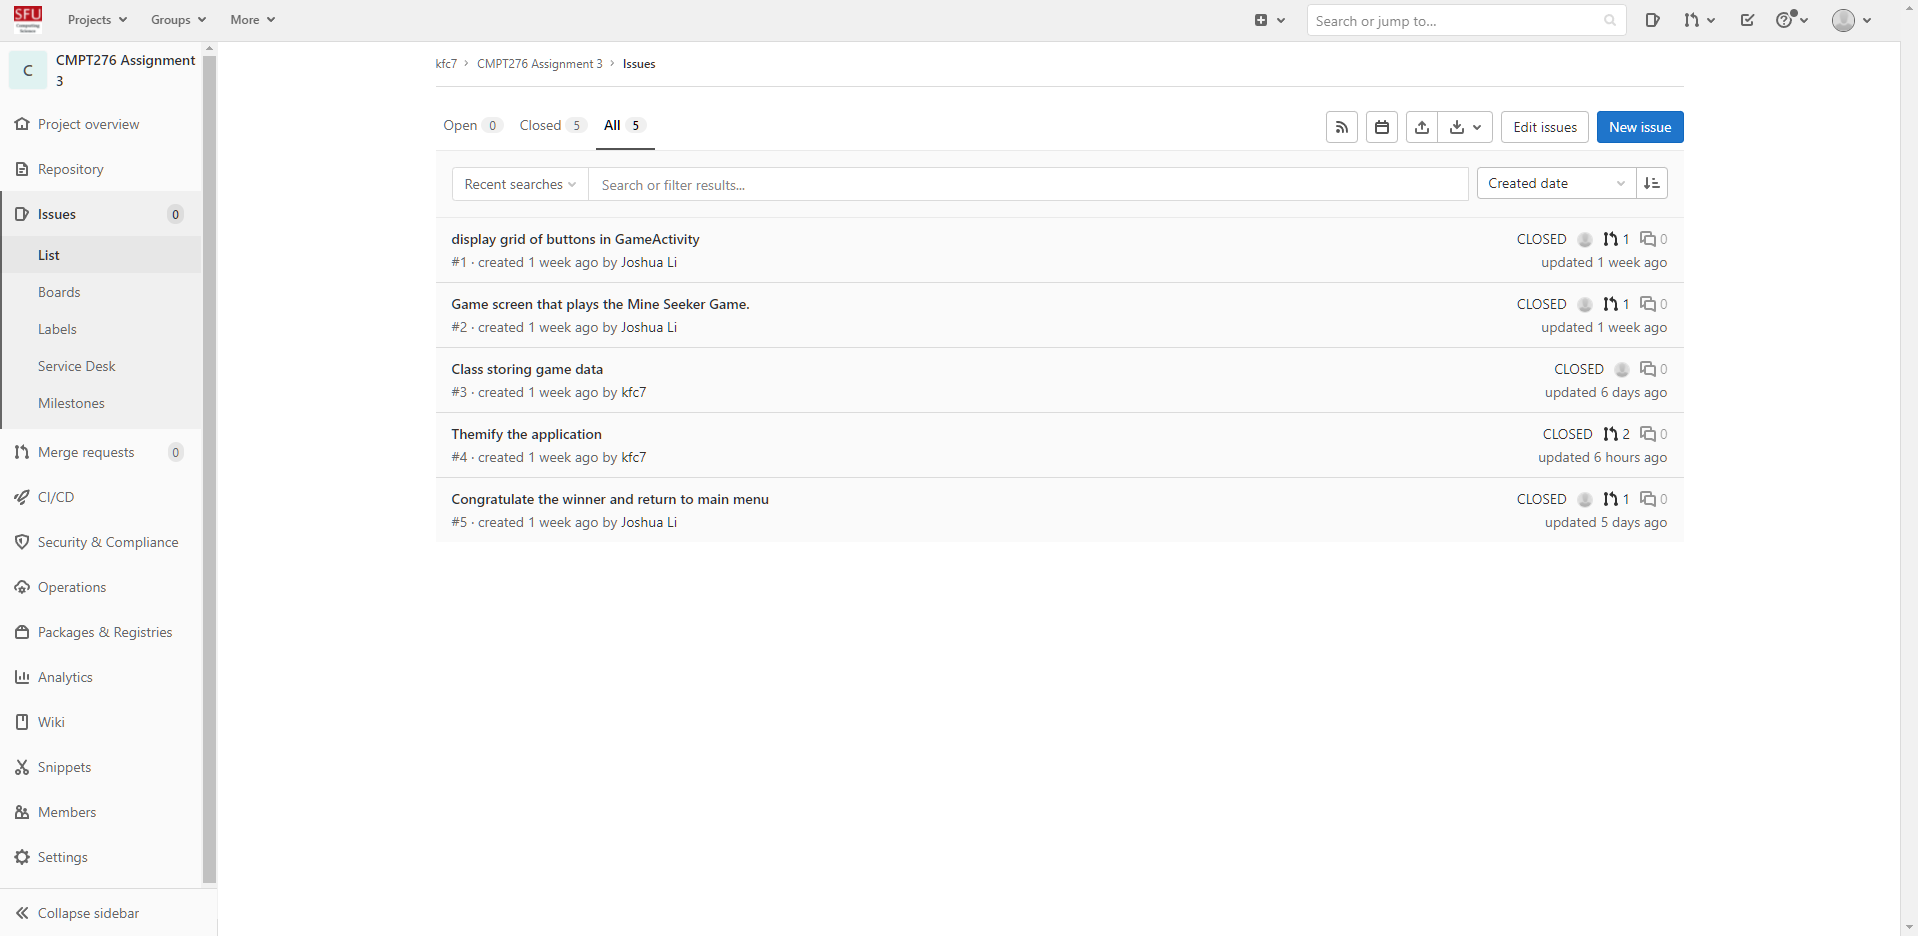 SFU
Computing
Science
Projects
Groups
More
Search or jump to...
C
CMPT276 Assignment
3
Project overview
Repository
Issues 0
List
Boards
Labels
Service Desk
Milestones
Merge requests 0
CI/CD
Security & Compliance
Operations
Packages & Registries
Analytics
Wiki
Snippets
Members
Settings
Collapse sidebar
kfc7 › CMPT276 Assignment 3 › Issues
Open 0 Closed 5 All 5
Edit issues
New issue
Recent searches
Search or filter results...
Created date
display grid of buttons in GameActivity
CLOSED 1 0
#1 · created 1 week ago by Joshua Li
updated 1 week ago
Game screen that plays the Mine Seeker Game.
CLOSED 1 0
#2 · created 1 week ago by Joshua Li
updated 1 week ago
Class storing game data
CLOSED 0
#3 · created 1 week ago by kfc7
updated 6 days ago
Themify the application
CLOSED 2 0
#4 · created 1 week ago by kfc7
updated 6 hours ago
Congratulate the winner and return to main menu
CLOSED 1 0
#5 · created 1 week ago by Joshua Li
updated 5 days ago